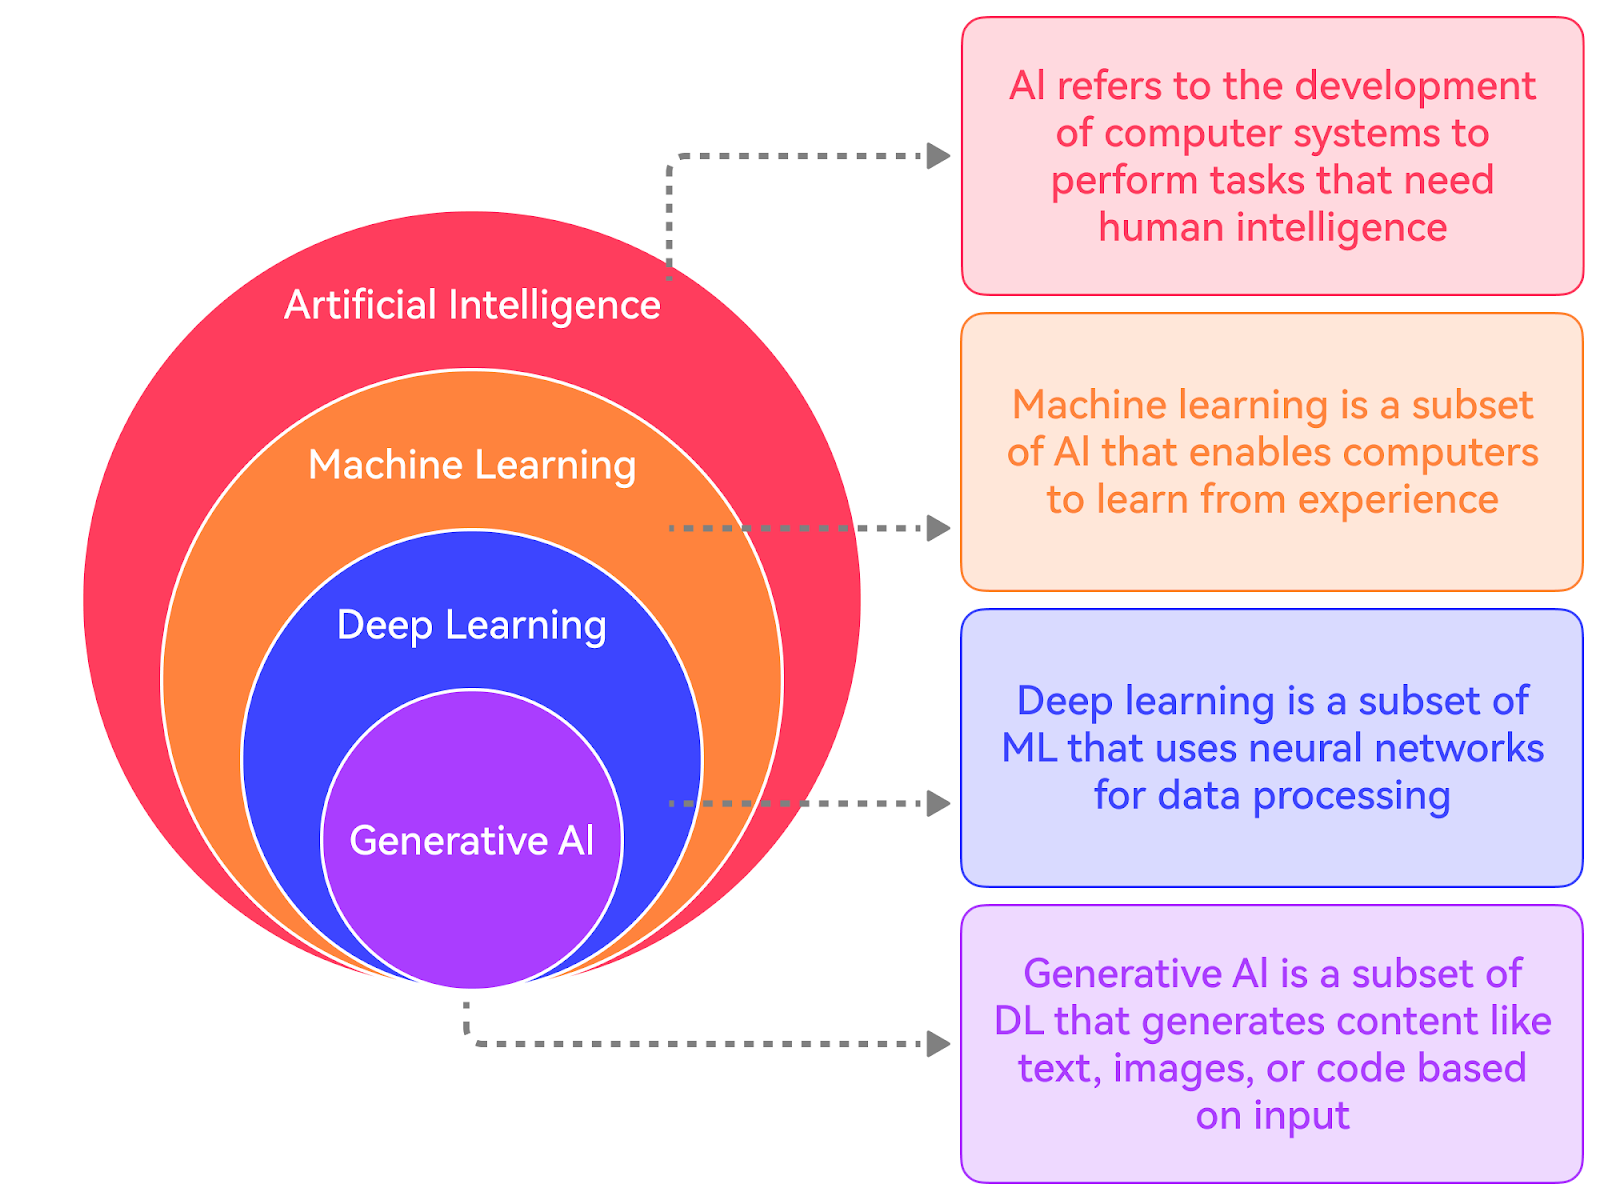 Artificial Intelligence
Machine Learning
Deep Learning
Generative AI
AI refers to the development
of computer systems to
perform tasks that need
human intelligence
Machine learning is a subset
of AI that enables computers
to learn from experience
Deep learning is a subset of
ML that uses neural networks
for data processing
Generative AI is a subset of
DL that generates content like
text, images, or code based
on input